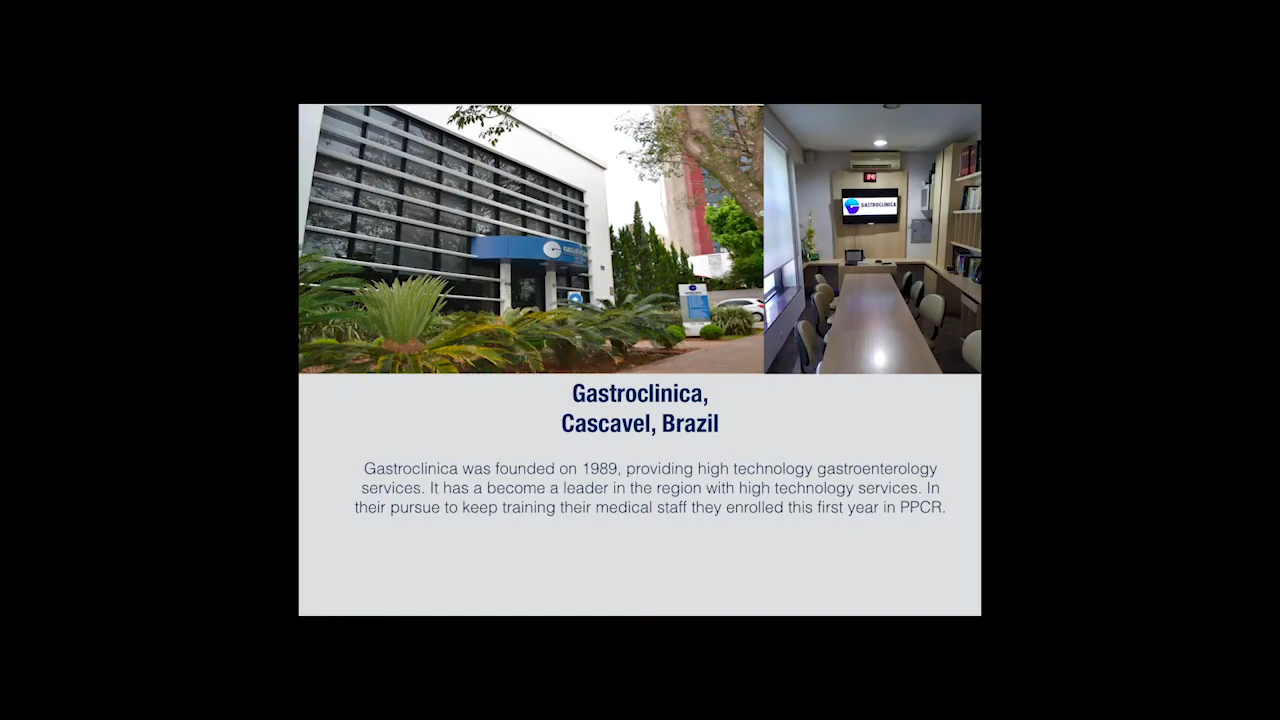 GASTROCLÍNICA
Gastroclinica,
Cascavel, Brazil
Gastroclinica was founded on 1989, providing high technology gastroenterology
services. It has a become a leader in the region with high technology services. In
their pursue to keep training their medical staff they enrolled this first year in PPCR.